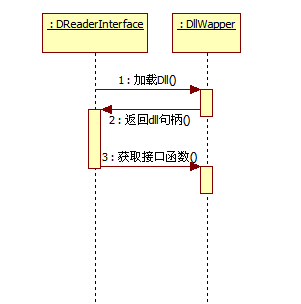 : DReaderInterface
: DllWapper
1 : 加载Dll()
2 : 返回dll句柄()
3 : 获取接口函数()